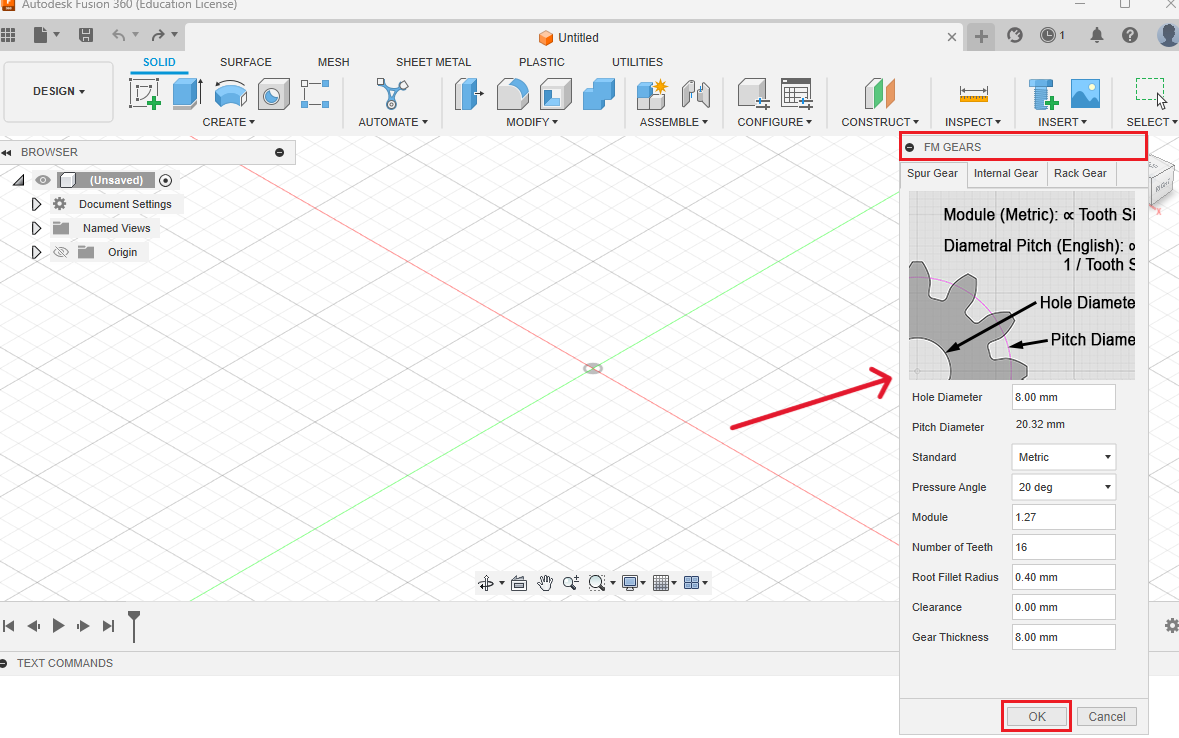 Autodesk Fusion 360 (Education License)
Untitled
1
SOLID SURFACE MESH SHEET METAL PLASTIC UTILITIES
DESIGN
CREATE AUTOMATE MODIFY ASSEMBLE CONFIGURE CONSTRUCT INSPECT INSERT SELECT
BROWSER
(Unsaved)
Document Settings
Named Views
Origin
FM GEARS
Spur Gear Internal Gear Rack Gear
RIGHT
X
Module (Metric): ∝ Tooth Si
Diametral Pitch (English): ∝
1 / Tooth S
Hole Diamete
Pitch Diame
Hole Diameter 8.00 mm
Pitch Diameter 20.32 mm
Standard Metric
Pressure Angle 20 deg
Module 1.27
Number of Teeth 16
Root Fillet Radius 0.40 mm
Clearance 0.00 mm
Gear Thickness 8.00 mm
OK Cancel
TEXT COMMANDS